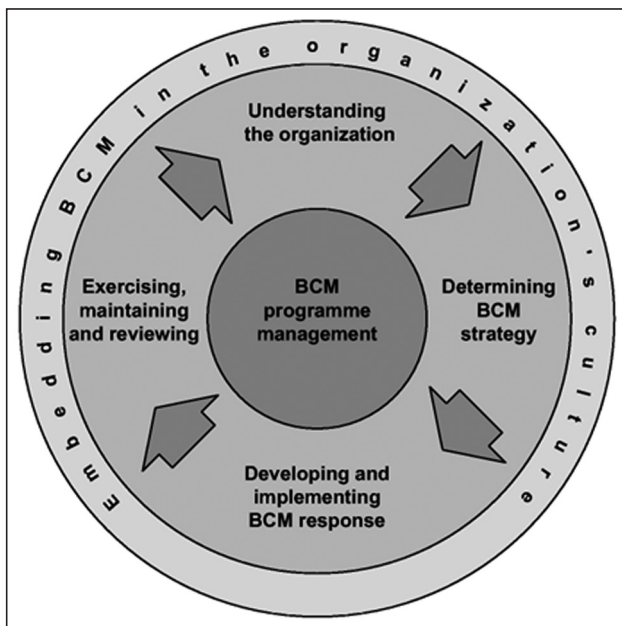 Embedding BCM in the organization's culture
Understanding
the organization
Exercising,
maintaining
and reviewing
BCM
programme
management
Determining
BCM
strategy
Developing and
implementing
BCM response